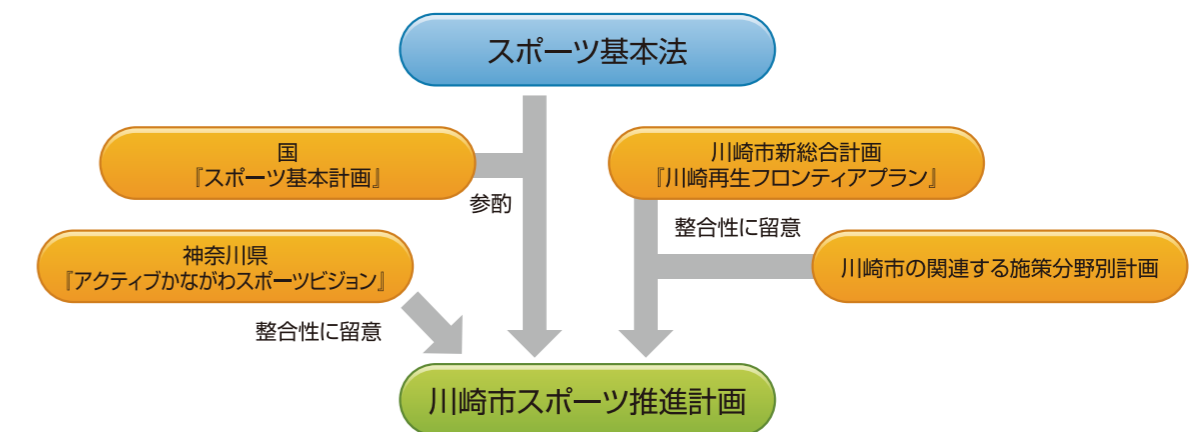 スポーツ基本法
国
『スポーツ基本計画』
川崎市新総合計画
『川崎再生フロンティアプラン』
参酌
整合性に留意
神奈川県
『アクティブかながわスポーツビジョン』
川崎市の関連する施策分野別計画
整合性に留意
川崎市スポーツ推進計画